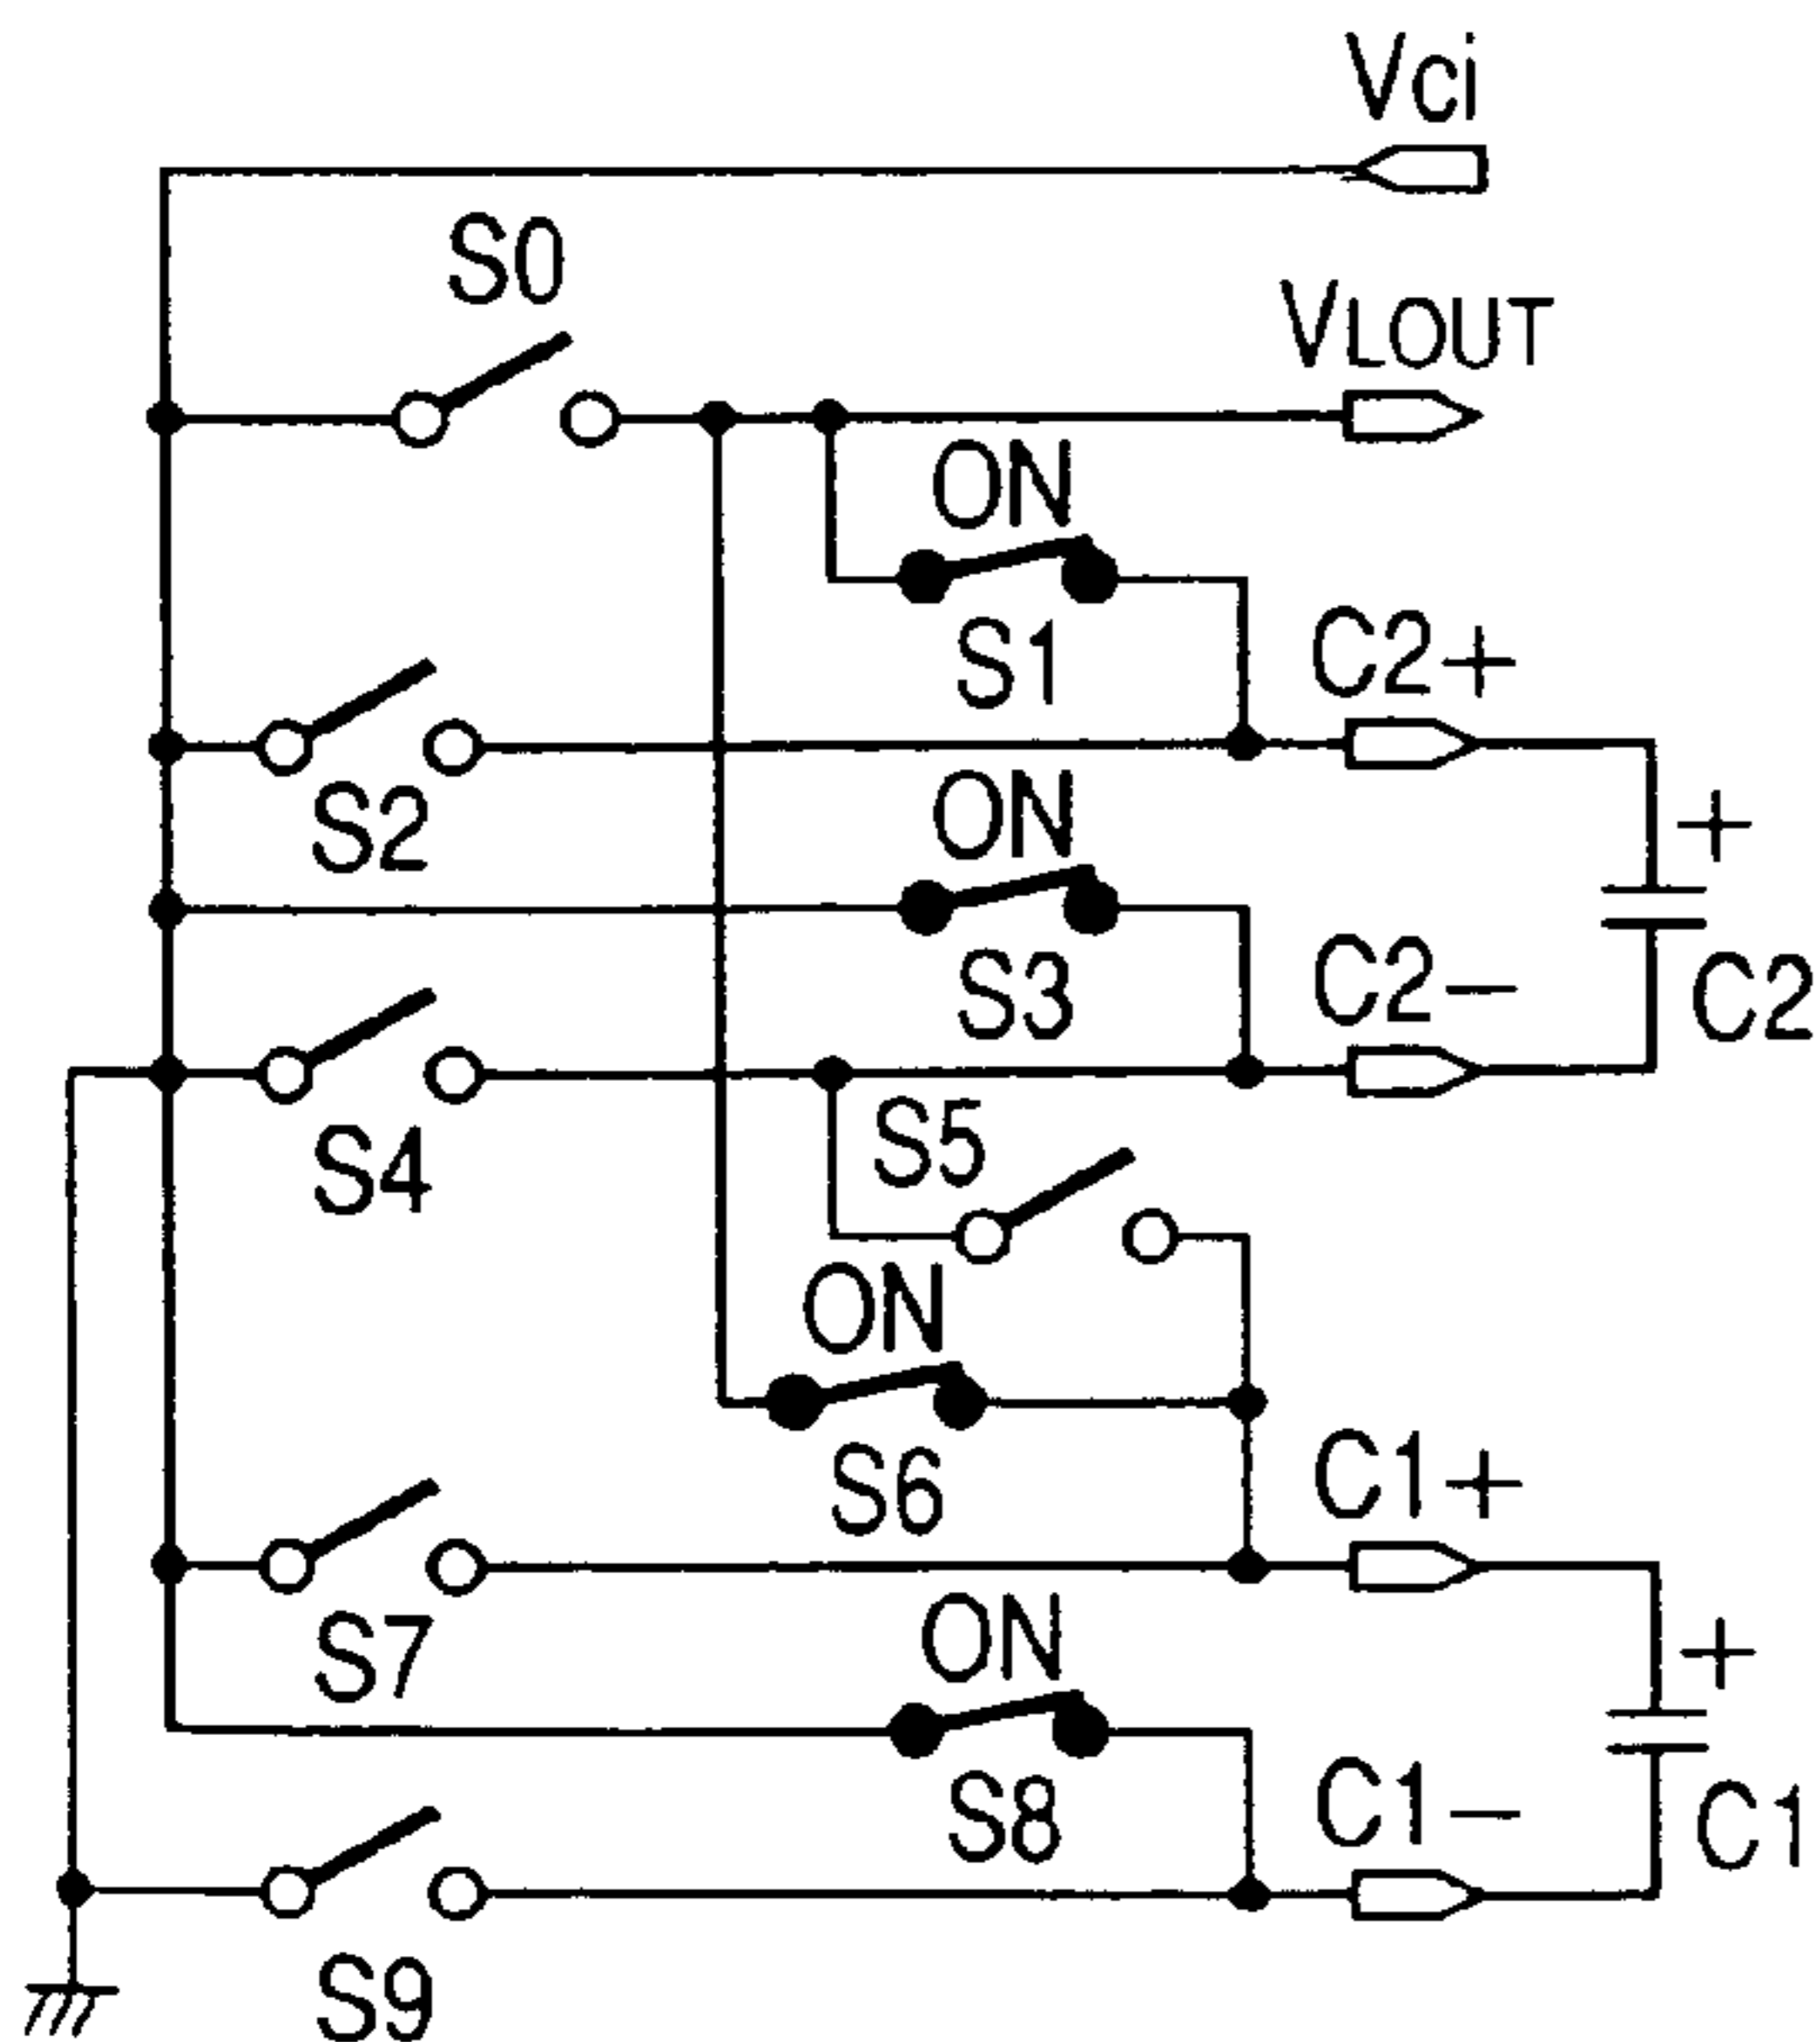 Vci
S0
VLOUT
ON
S1
C2+
S2
ON
+
S3
C2-
C2
S4
S5
ON
S6
C1+
S7
ON
+
S8
C1-
C1
S9